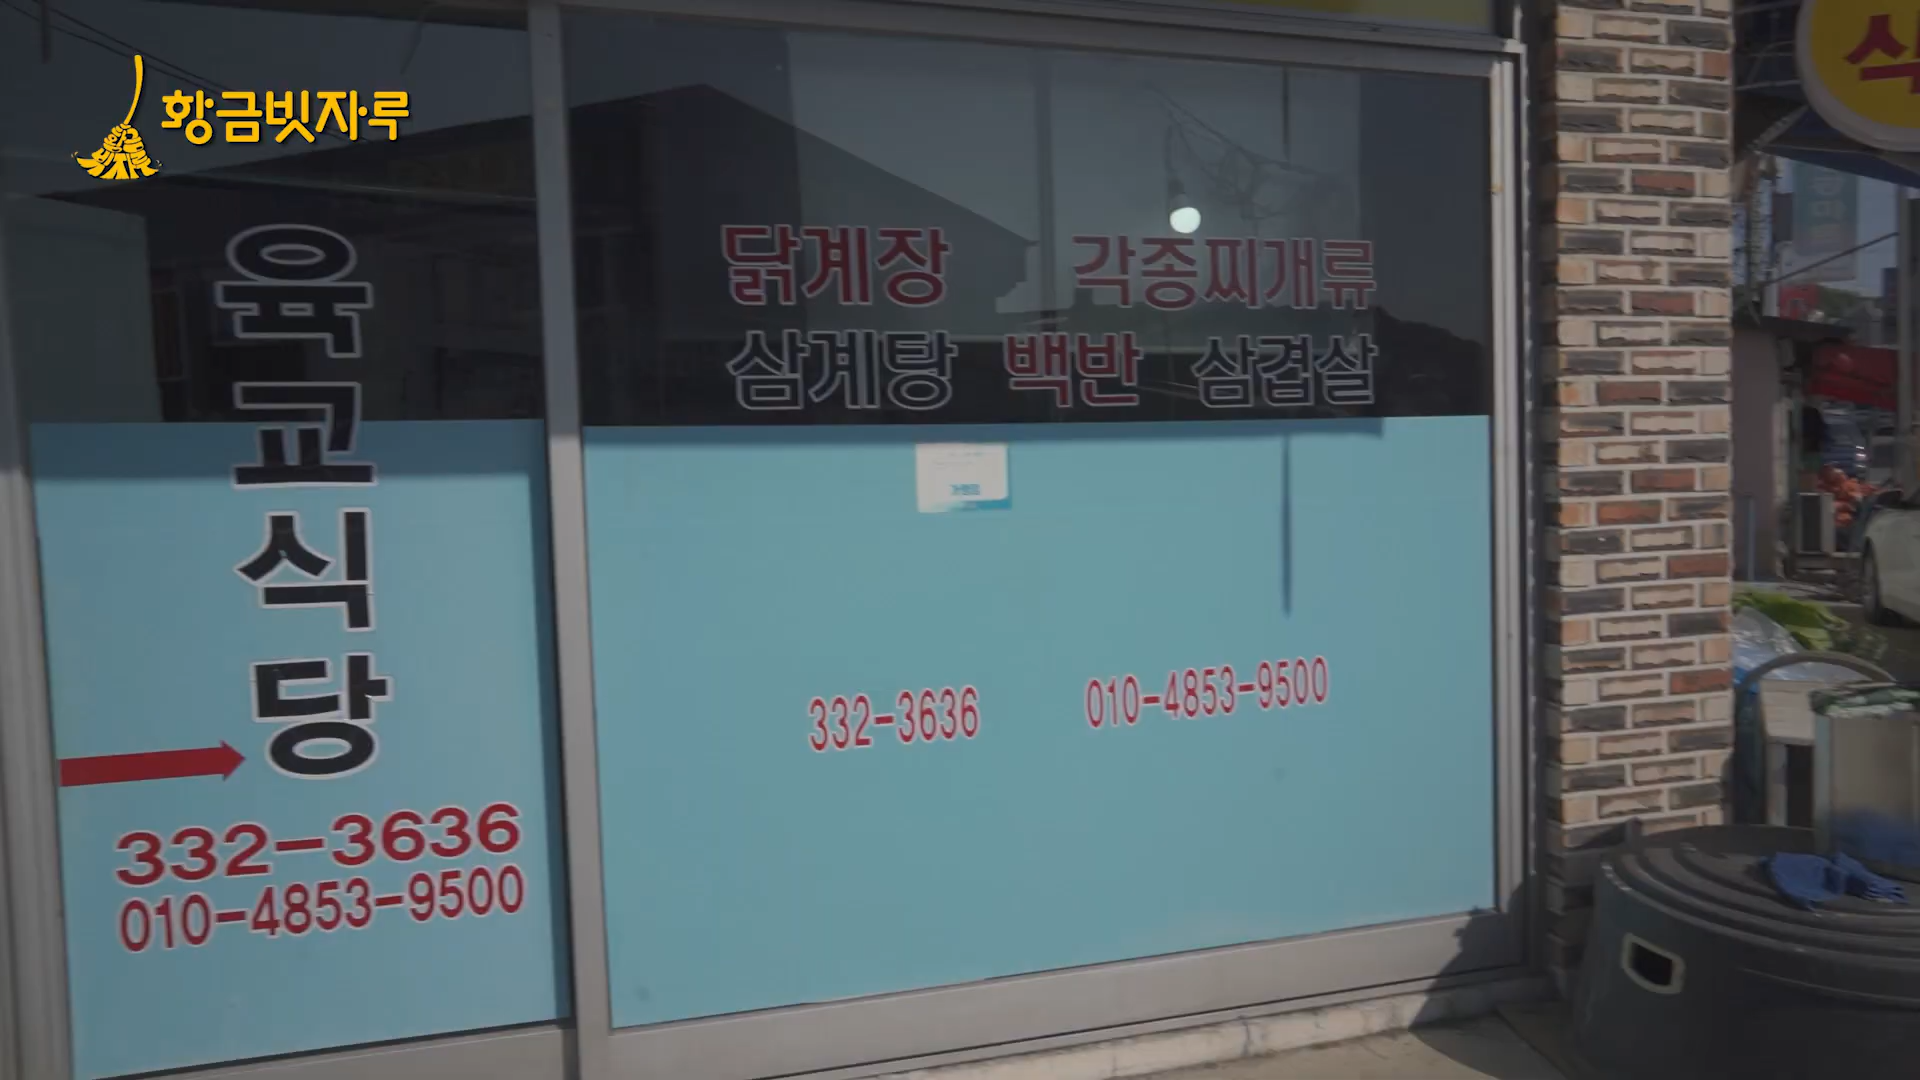 황금빗자루
육교식당
332-3636
010-4853-9500
닭계장 각종찌개류
삼계탕 백반 삼겹살
332-3636 010-4853-9500
식